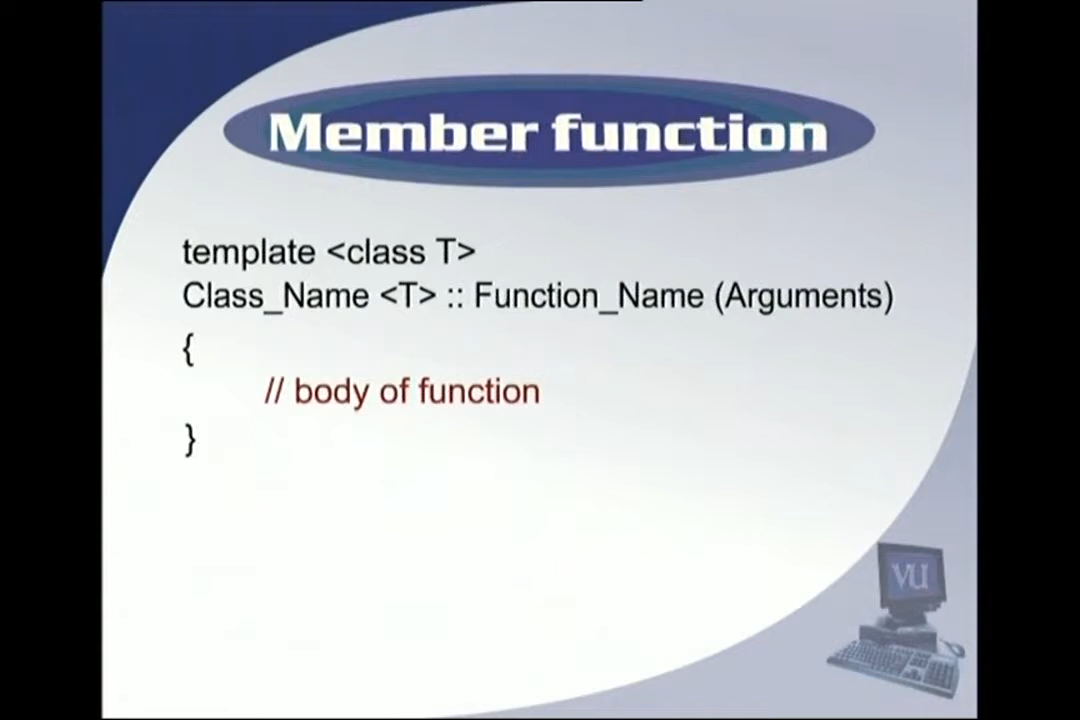 Member function
template <class T>
Class_Name <T> :: Function_Name (Arguments)
{
// body of function
}
VU